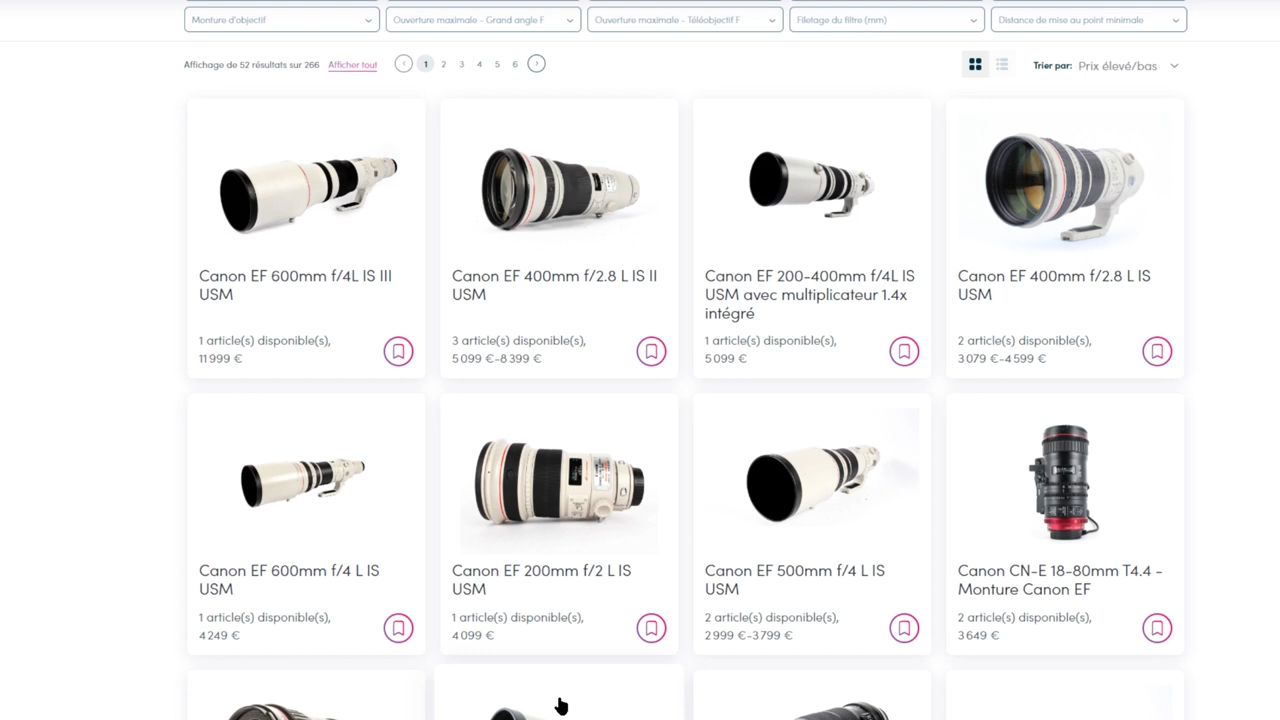 Monture d'objectif
Ouverture maximale - Grand angle F
Ouverture maximale - Téléobjectif F
Filetage du filtre (mm)
Distance de mise au point minimale
Affichage de 52 résultats sur 266 Afficher tout
1 2 3 4 5 6
Trier par: Prix élevé/bas
Canon EF 600mm f/4L IS III
USM
1 article(s) disponible(s),
11 999 €
Canon EF 400mm f/2.8 L IS II
USM
3 article(s) disponible(s),
5 099 €-8 399 €
Canon EF 200-400mm f/4L IS
USM avec multiplicateur 1.4x
intégré
1 article(s) disponible(s),
5 099 €
Canon EF 400mm f/2.8 L IS
USM
2 article(s) disponible(s),
3 079 €-4 599 €
Canon EF 600mm f/4 L IS
USM
1 article(s) disponible(s),
4 249 €
Canon EF 200mm f/2 L IS
USM
1 article(s) disponible(s),
4 099 €
Canon EF 500mm f/4 L IS
USM
2 article(s) disponible(s),
2 999 €-3 799 €
Canon CN-E 18-80mm T4.4 -
Monture Canon EF
2 article(s) disponible(s),
3 649 €